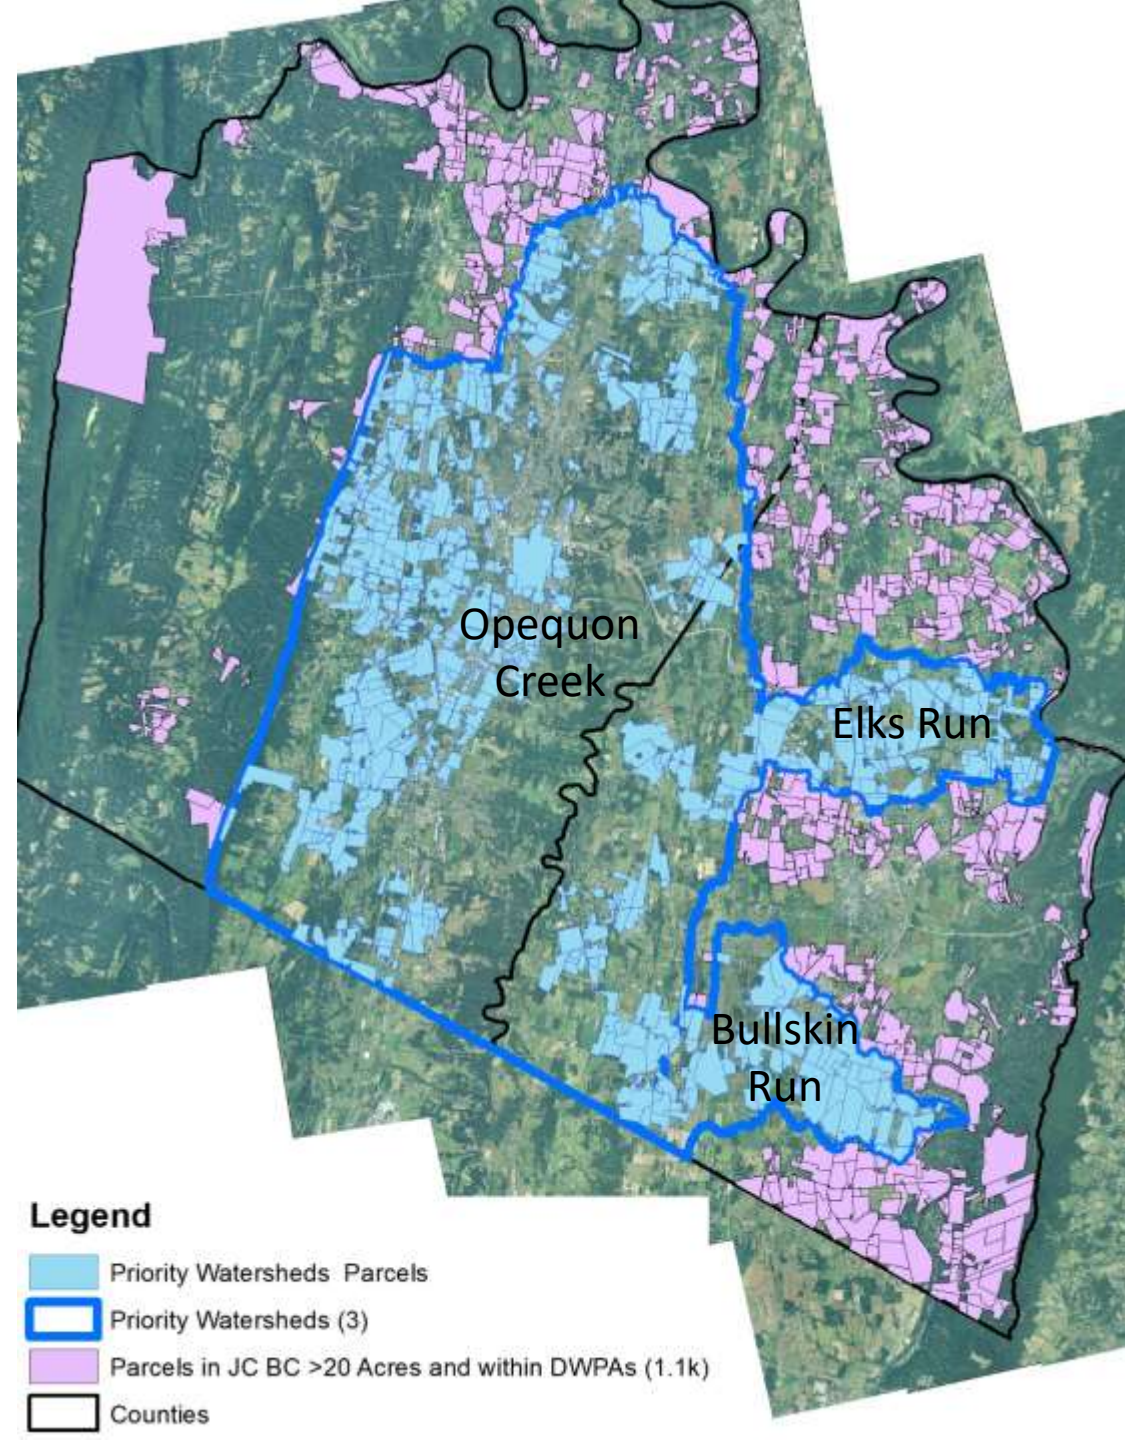 Opequon
Creek
Elks Run
Bullskin
Run
Legend
Priority Watersheds Parcels
Priority Watersheds (3)
Parcels in JC BC >20 Acres and within DWPAs (1.1k)
Counties